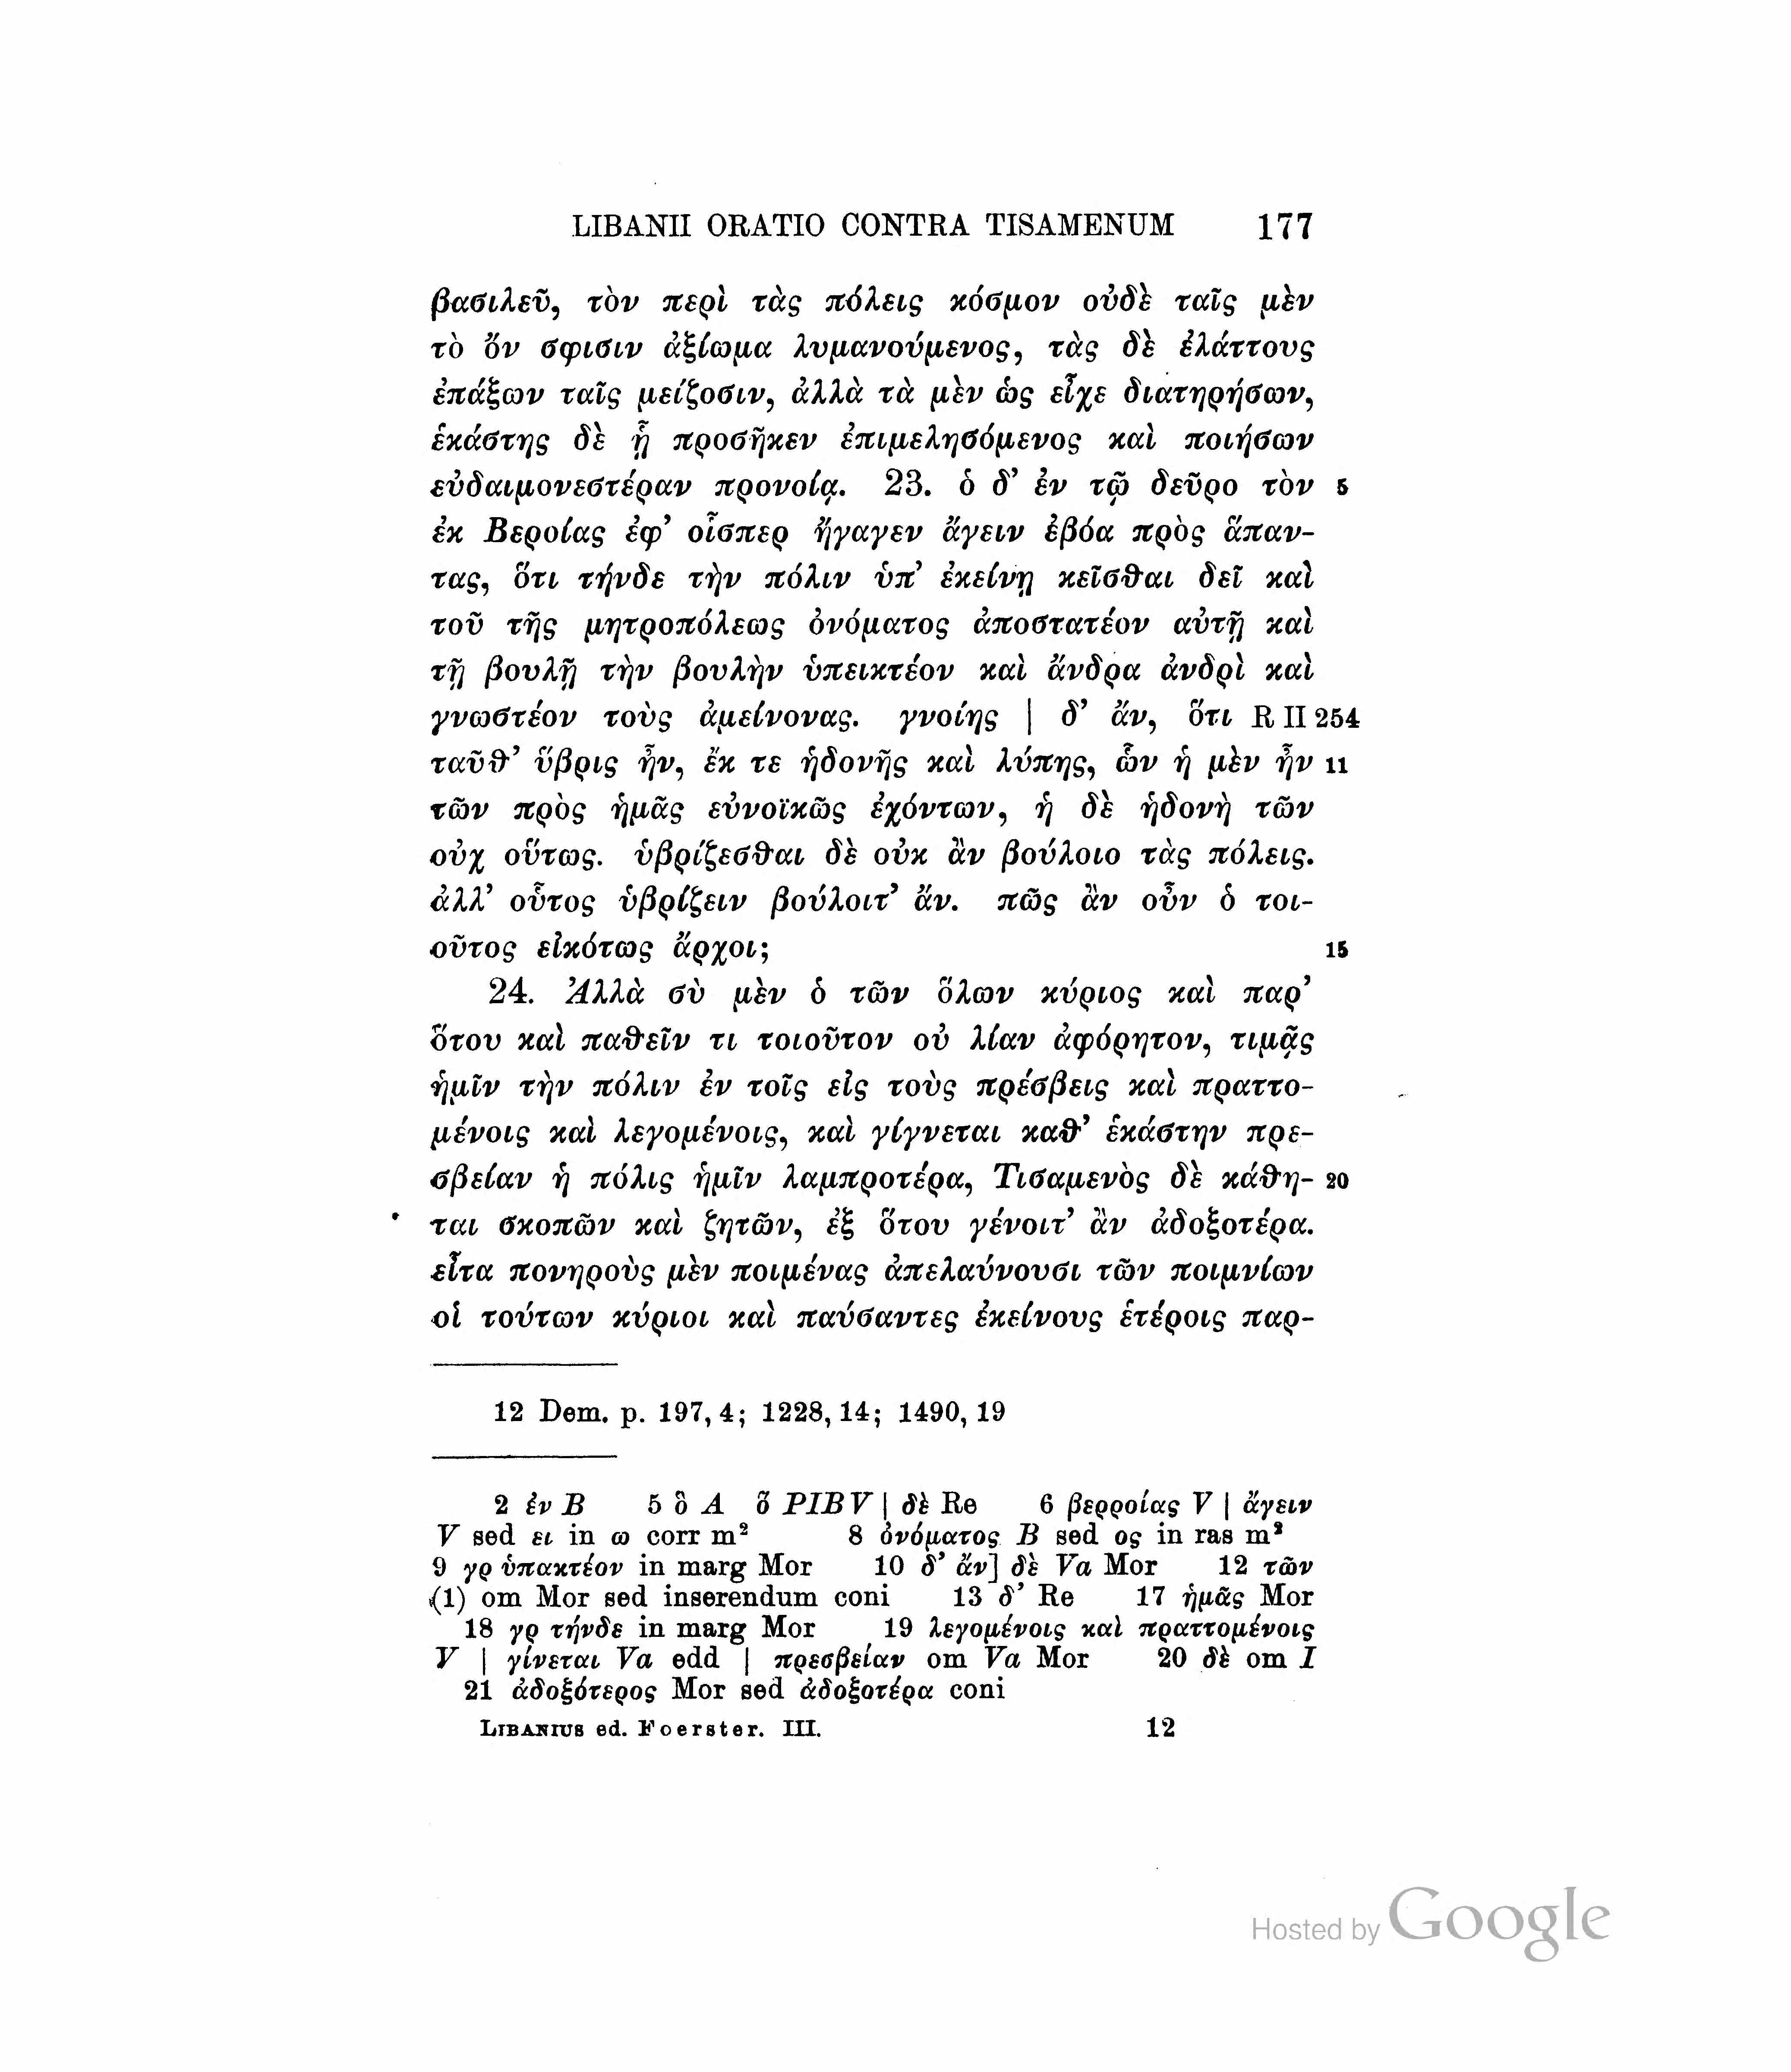 LIBANII ORATIO CONTRA TISAMENUM 177
βασιλεῦ, τὸν περὶ τὰς πόλεις κόσμον οὐδὲ ταῖς μὲν
τὸ ὂν σφισιν ἀξίωμα λυμανούμενος, τὰς δὲ ἐλάττους
ἐπάξων ταῖς μείζοσιν, ἀλλὰ τὰ μὲν ὡς εἶχε διατηρήσων,
ἑκάστης δὲ ᾗ προσῆκεν ἐπιμελησόμενος καὶ ποιήσων
εὐδαιμονεστέραν προνοίᾳ. 23. ὁ δ’ ἐν τῷ δεῦρο τὸν 5
ἐκ Βεροίας ἐφ’ οἷσπερ ἤγαγεν ἄγειν ἐβόα πρὸς ἅπαν-
τας, ὅτι τήνδε τὴν πόλιν ὑπ’ ἐκείνῃ κεῖσθαι δεῖ καὶ
τοῦ τῆς μητροπόλεως ὀνόματος ἀποστατέον αὐτῇ καὶ
τῇ βουλῇ τὴν βουλὴν ὑπεικτέον καὶ ἄνδρα ἀνδρὶ καὶ
γνωστέον τοὺς ἀμείνονας. γνοίης | δ’ ἄν, ὅτι R II 254
ταῦθ’ ὕβρις ἦν, ἔκ τε ἡδονῆς καὶ λύπης, ὧν ἡ μὲν ἦν 11
τῶν πρὸς ἡμᾶς εὐνοϊκῶς ἐχόντων, ἡ δὲ ἡδονὴ τῶν
οὐχ οὕτως. ὑβρίζεσθαι δὲ οὐκ ἂν βούλοιο τὰς πόλεις.
ἀλλ’ οὗτος ὑβρίζειν βούλοιτ’ ἄν. πῶς ἂν οὖν ὁ τοι-
οῦτος εἰκότως ἄρχοι; 15
24. Ἀλλὰ σὺ μὲν ὁ τῶν ὅλων κύριος καὶ παρ’
ὅτου καὶ παθεῖν τι τοιοῦτον οὐ λίαν ἀφόρητον, τιμᾷς
ἡμῖν τὴν πόλιν ἐν τοῖς εἰς τοὺς πρέσβεις καὶ πραττο-
μένοις καὶ λεγομένοις, καὶ γίγνεται καθ’ ἑκάστην πρε-
σβείαν ἡ πόλις ἡμῖν λαμπροτέρα, Τισαμενὸς δὲ κάθη- 20
ται σκοπῶν καὶ ζητῶν, ἐξ ὅτου γένοιτ’ ἂν ἀδοξοτέρα.
εἶτα πονηροὺς μὲν ποιμένας ἀπελαύνουσι τῶν ποιμνίων
οἱ τούτων κύριοι καὶ παύσαντες ἐκείνους ἑτέροις παρ-
12 Dem. p. 197, 4; 1228, 14; 1490, 19
2 ἐν B 5 ὃ A ὅ PIBV | δὲ Re 6 βερροίας V | ἄγειν
V sed ει in ω corr m² 8 ὀνόματος B sed ος in ras m²
9 γρ ὑπακτέον in marg Mor 10 δ’ ἄν] δὲ Va Mor 12 τῶν
(1) om Mor sed inserendum coni 13 δ’ Re 17 ἡμᾶς Mor
18 γρ τήνδε in marg Mor 19 λεγομένοις καὶ πραττομένοις
V | γίνεται Va edd | πρεσβείαν om Va Mor 20 δὲ om I
21 ἀδοξότερος Mor sed ἀδοξοτέρα coni
LIBANIUS ed. Foerster. III. 12
Hosted by Google